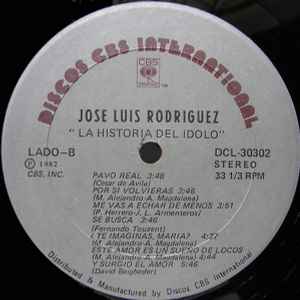 DISCOS CBS INTERNATIONAL
CBS
JOSE LUIS RODRIGUEZ
"LA HISTORIA DEL IDOLO"
LADO-B
DCL-30302
Ⓟ 1982
STEREO
CBS, INC.
33 1/3 RPM
PAVO REAL 3:48
(Cesar de Avila)
POR SI VOLVIERAS 3:46
(M. Alejandro-A. Magdalena)
ME VAS A ECHAR DE MENOS 3:51
(P. Herrero-J. L. Armenteros)
SE BUSCA 3:46
(Fernando Touzent)
¿TE IMAGINAS, MARIA? 4:27
(M. Alejandro-A. Magdalena)
ESTE AMOR ES UN SUEÑO DE LOCOS
(M. Alejandro-A. Magdalena) 4:44
Y SURGIO EL AMOR 5:46
(David Beigbeder)
Distributed & Manufactured by Discos CBS International